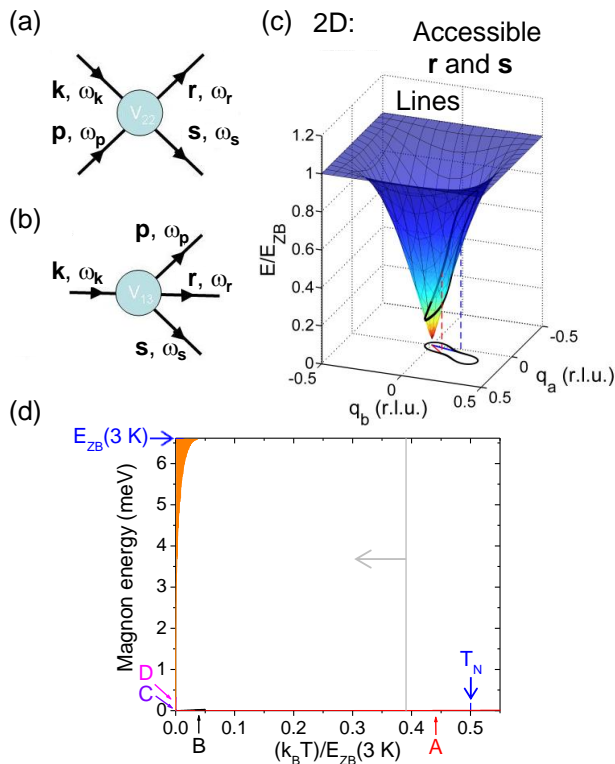 (a)
k, ωk
r, ωr
V22
p, ωp
s, ωs
(b)
p, ωp
k, ωk
V13
r, ωr
s, ωs
(c) 2D:
Accessible
r and s
Lines
1.2
1
0.8
0.6
0.4
0.2
0
E/EZB
-0.5
0
0.5
qb (r.l.u.)
-0.5
0
0.5
qa (r.l.u.)
(d)
EZB(3 K)
6
5
4
3
2
1
0
Magnon energy (meV)
D
C
TN
0.0 0.1 0.2 0.3 0.4 0.5
B
A
(kBT)/EZB(3 K)